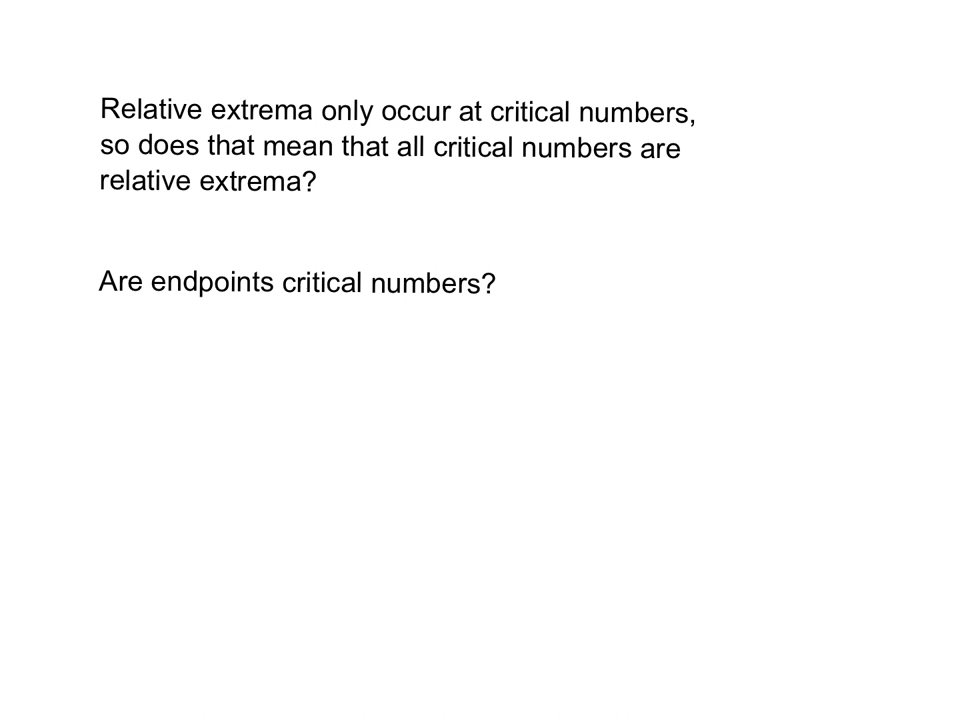 Relative extrema only occur at critical numbers,
so does that mean that all critical numbers are
relative extrema?
Are endpoints critical numbers?